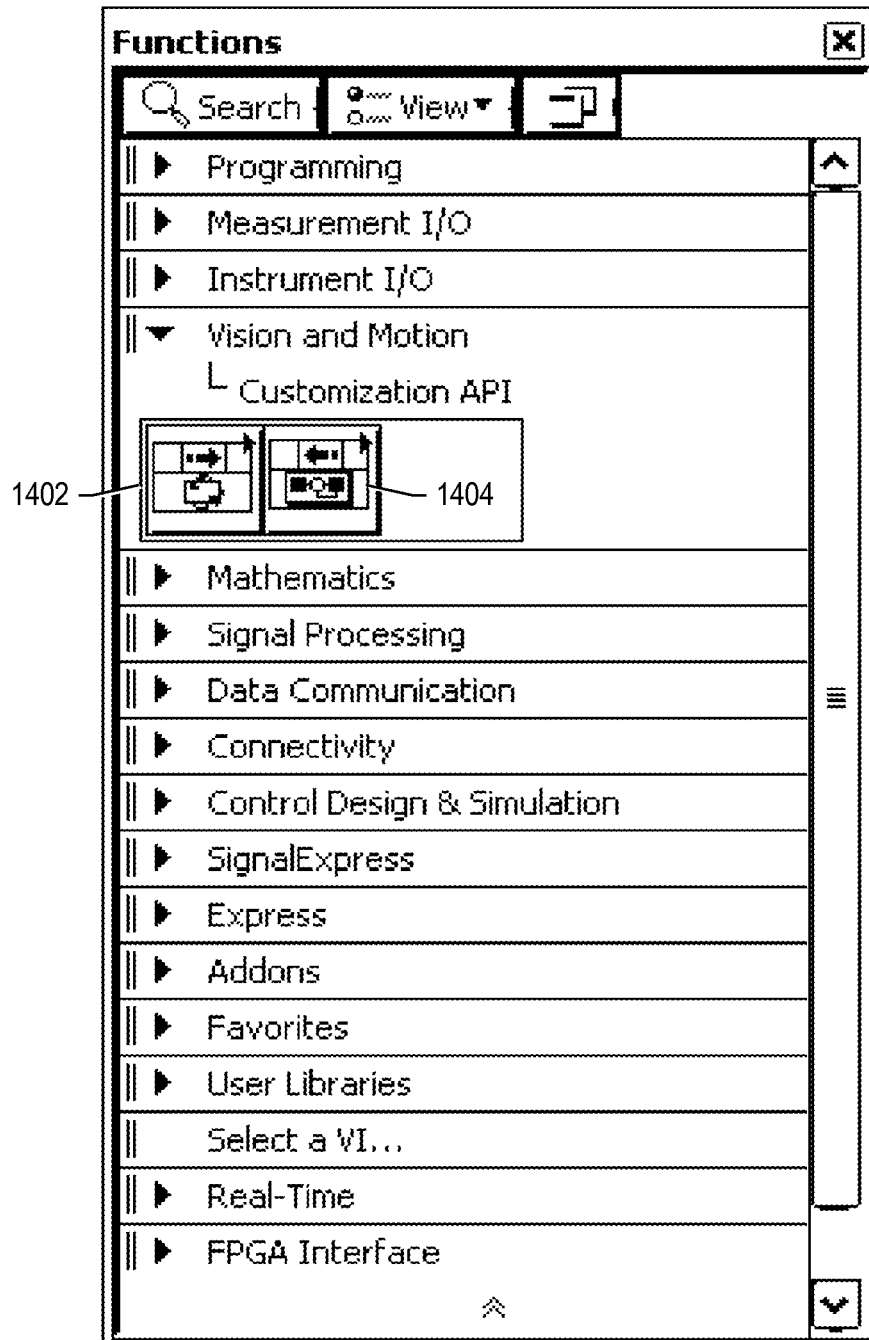 Functions
Search View
Programming
Measurement I/O
Instrument I/O
Vision and Motion
Customization API
1402 1404
Mathematics
Signal Processing
Data Communication
Connectivity
Control Design & Simulation
SignalExpress
Express
Addons
Favorites
User Libraries
Select a VI...
Real-Time
FPGA Interface